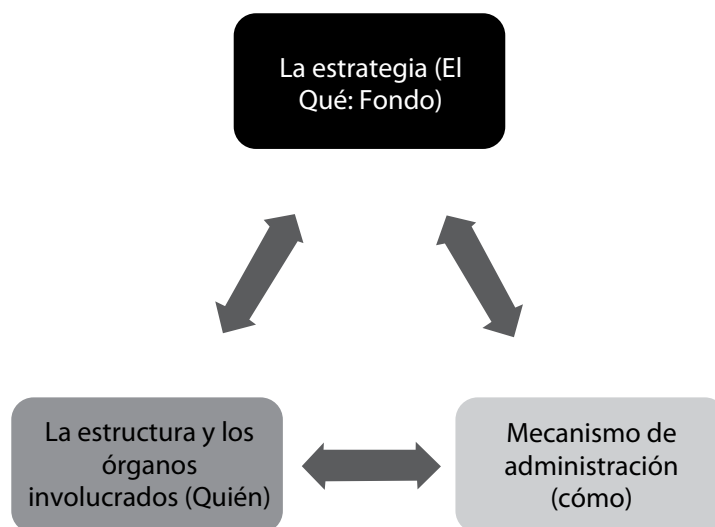 La estrategia (El
Qué: Fondo)
La estructura y los
órganos
involucrados (Quién)
Mecanismo de
administración
(cómo)